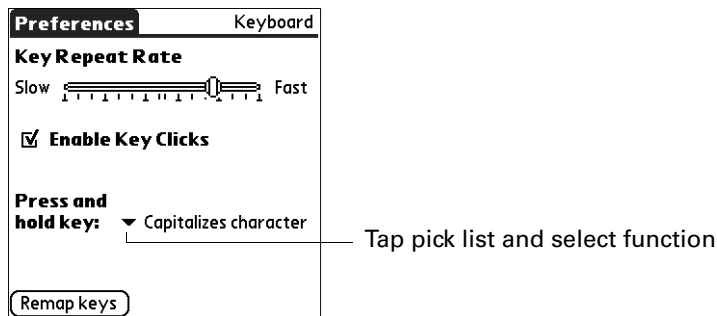 Preferences Keyboard
Key Repeat Rate
Slow Fast
Enable Key Clicks
Press and
hold key: Capitalizes character
Tap pick list and select function
Remap keys